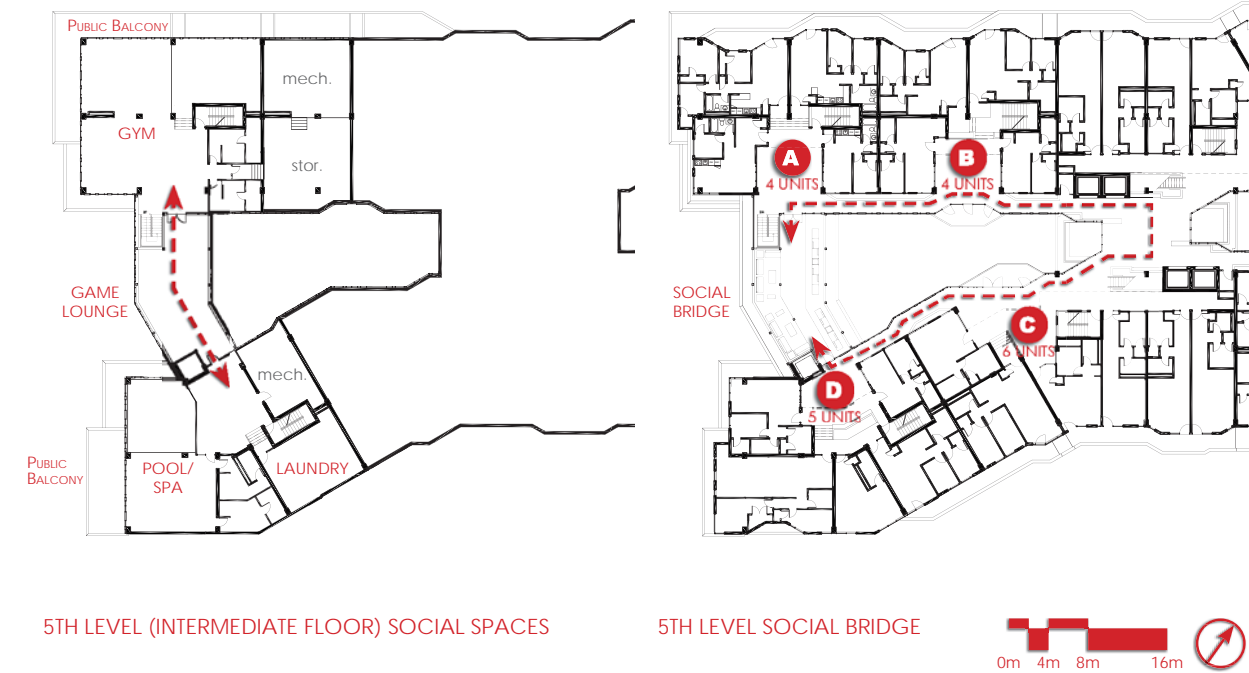 PUBLIC BALCONY
mech.
GYM
stor.
GAME
LOUNGE
mech.
PUBLIC
BALCONY
POOL/
SPA
LAUNDRY
5TH LEVEL (INTERMEDIATE FLOOR) SOCIAL SPACES
A
4 UNITS
B
4 UNITS
SOCIAL
BRIDGE
C
6 UNITS
D
5 UNITS
5TH LEVEL SOCIAL BRIDGE
0m 4m 8m 16m